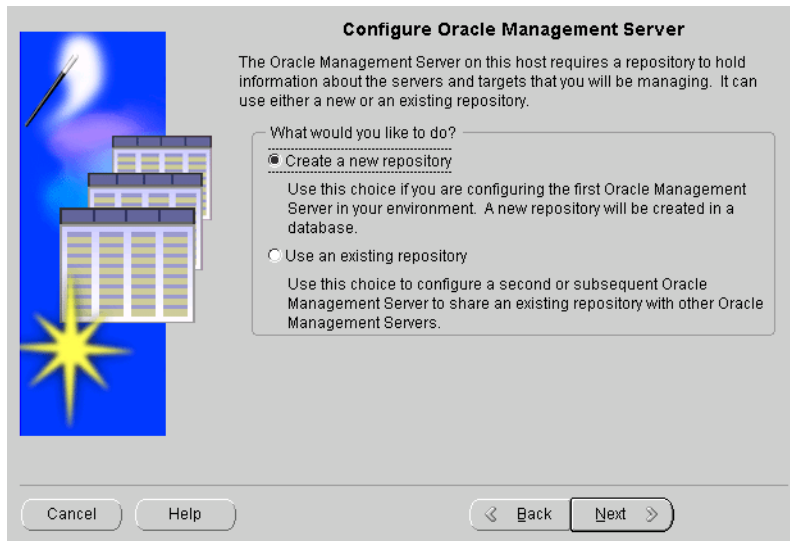 Configure Oracle Management Server
The Oracle Management Server on this host requires a repository to hold
information about the servers and targets that you will be managing. It can
use either a new or an existing repository.
What would you like to do?
Create a new repository
Use this choice if you are configuring the first Oracle Management
Server in your environment. A new repository will be created in a
database.
Use an existing repository
Use this choice to configure a second or subsequent Oracle
Management Server to share an existing repository with other Oracle
Management Servers.
Cancel
Help
Back
Next